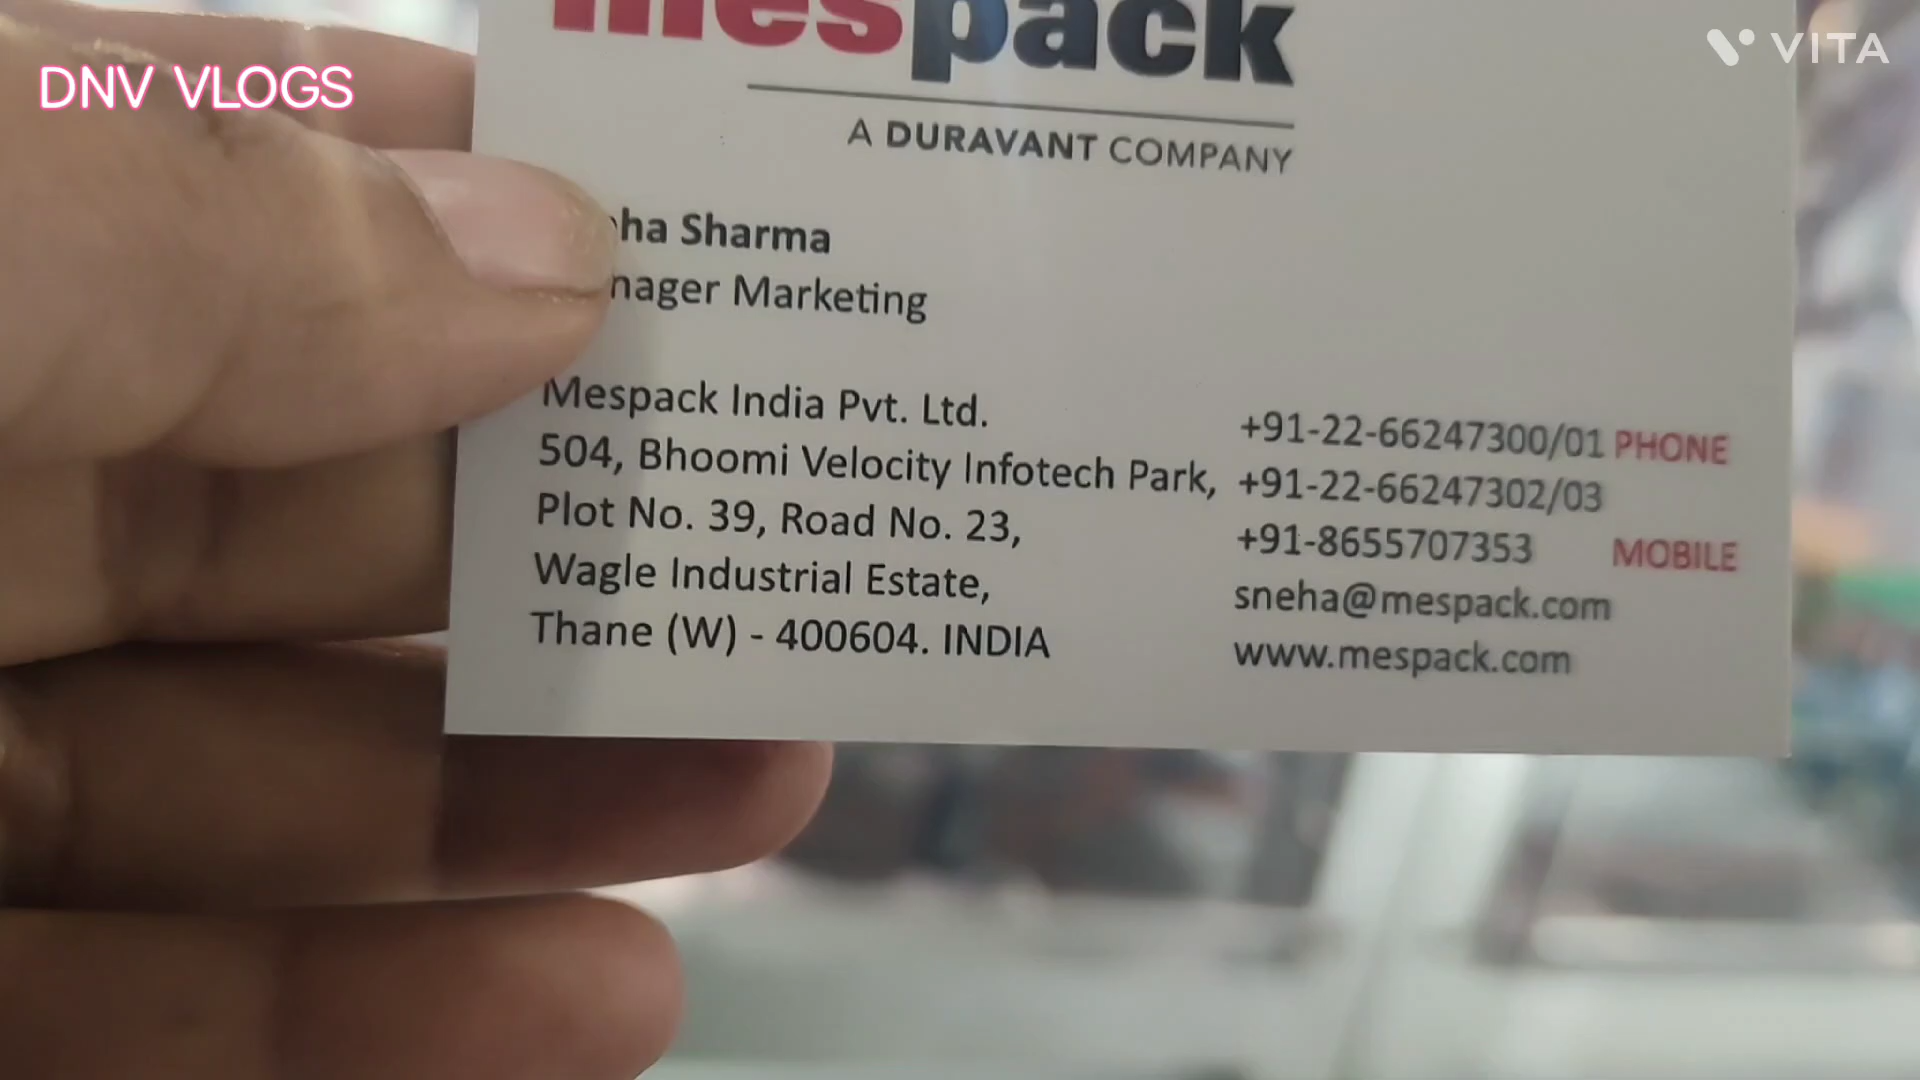 DNV VLOGS
VITA
mespack
A DURAVANT COMPANY
ha Sharma
nager Marketing
Mespack India Pvt. Ltd.
504, Bhoomi Velocity Infotech Park,
Plot No. 39, Road No. 23,
Wagle Industrial Estate,
Thane (W) - 400604. INDIA
+91-22-66247300/01 PHONE
+91-22-66247302/03
+91-8655707353 MOBILE
sneha@mespack.com
www.mespack.com